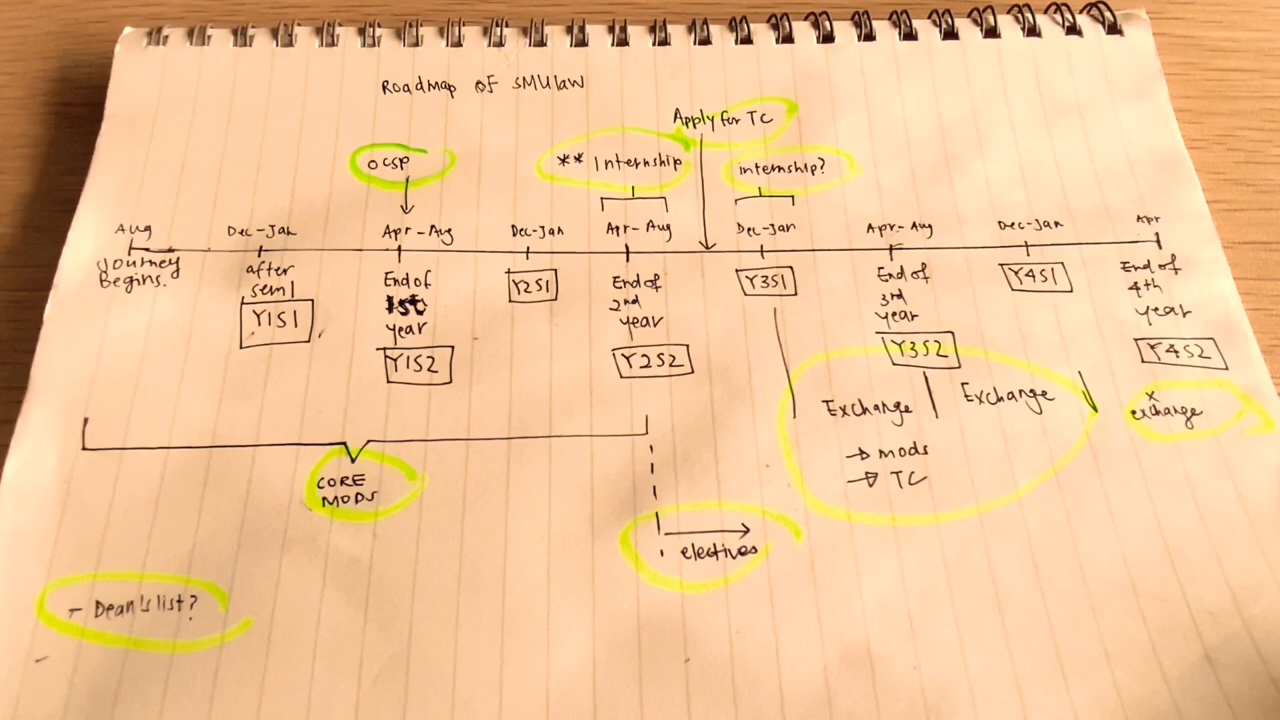 Roadmap of SMU law
Apply for TC
OCSP
** Internship
internship?
Aug
Dec-Jan
Apr-Aug
Dec-Jan
Apr-Aug
Dec-Jan
Apr-Aug
Dec-Jan
Apr
Journey
Begins.
after
sem1
Y1S1
End of
1st
year
Y1S2
Y2S1
End of
2nd
year
Y2S2
Y3S1
End of
3rd
year
Y3S2
Y4S1
End of
4th
year
Y4S2
Exchange
Exchange
→ mods
→ TC
x
exchange
CORE
MODS
→
electives
- Dean's list?